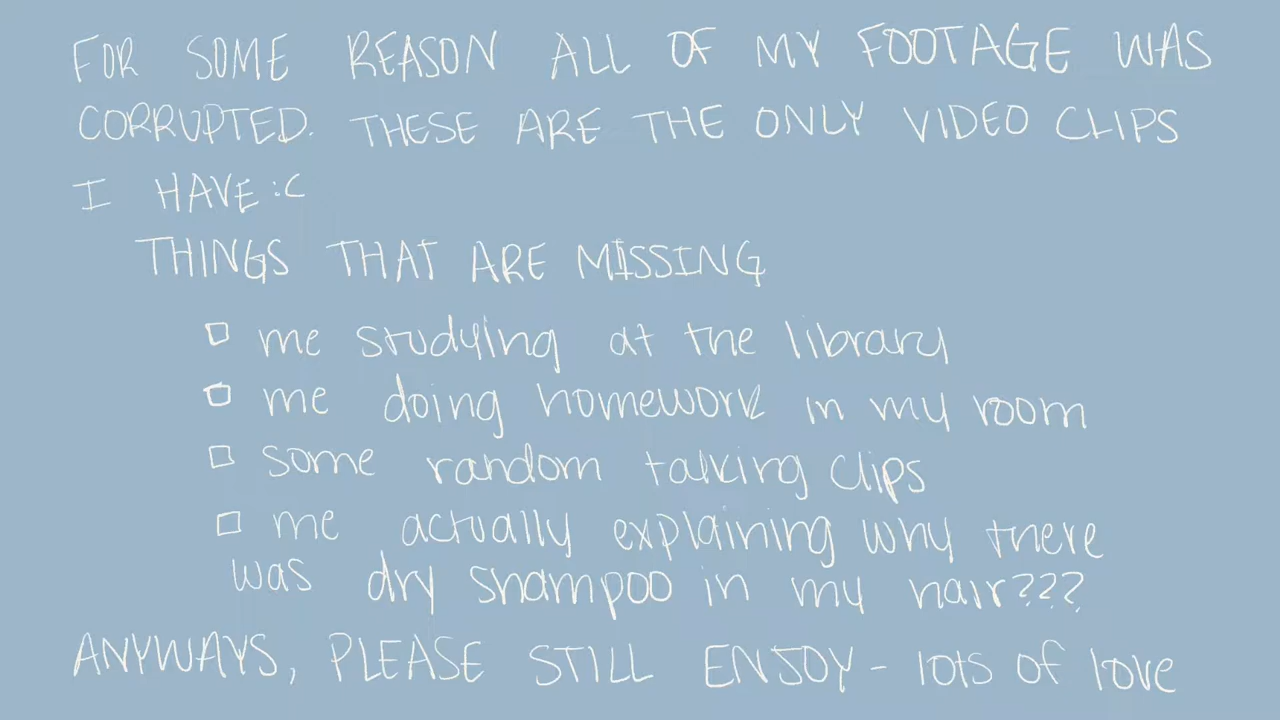 FOR SOME REASON ALL OF MY FOOTAGE WAS
CORRUPTED. THESE ARE THE ONLY VIDEO CLIPS
I HAVE :C
THINGS THAT ARE MISSING
□ me studying at the library
□ me doing homework in my room
□ some random talking clips
□ me actually explaining why there
was dry shampoo in my hair???
ANYWAYS, PLEASE STILL ENJOY - lots of love